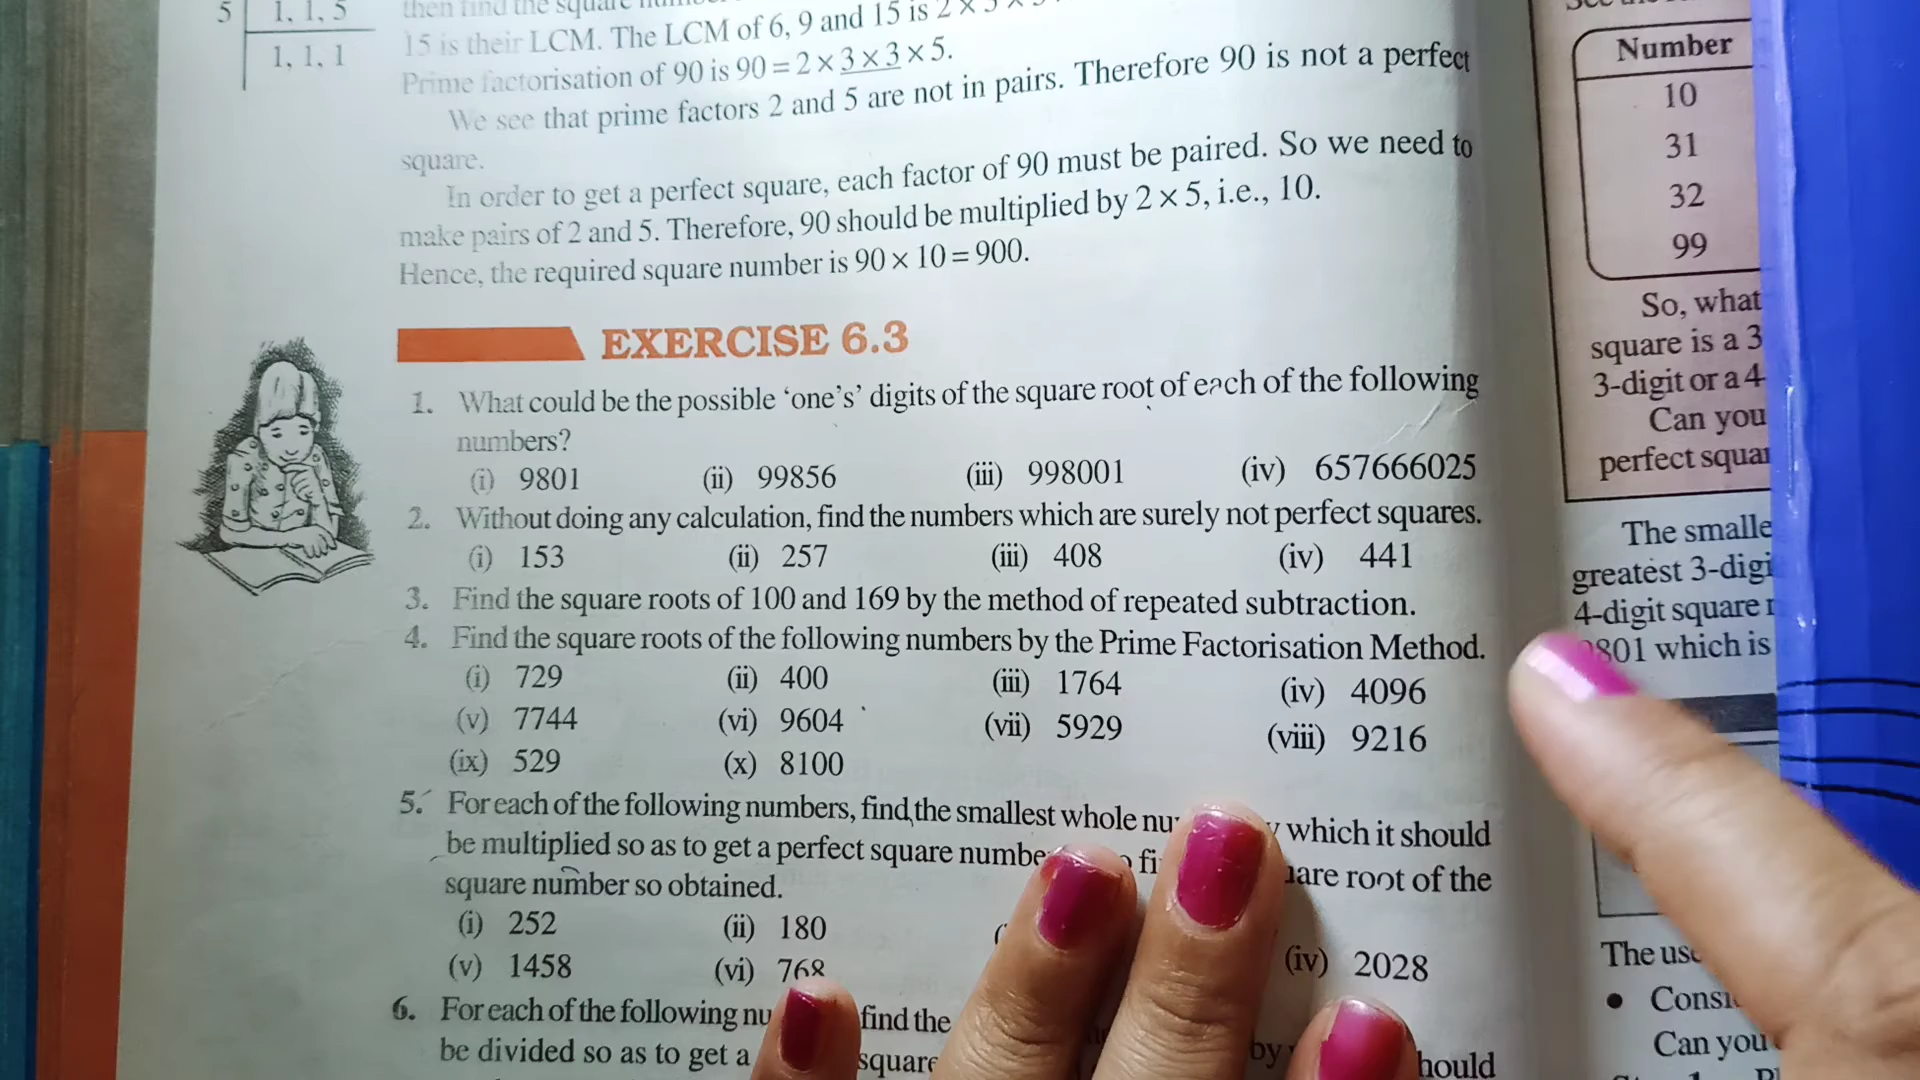 5 1, 1, 5
1, 1, 1
then find the square
15 is their LCM. The LCM of 6, 9 and 15 is 2 ×
Prime factorisation of 90 is 90 = 2 × 3 × 3 × 5.
We see that prime factors 2 and 5 are not in pairs. Therefore 90 is not a perfect
square.
In order to get a perfect square, each factor of 90 must be paired. So we need to
make pairs of 2 and 5. Therefore, 90 should be multiplied by 2 × 5, i.e., 10.
Hence, the required square number is 90 × 10 = 900.
EXERCISE 6.3
1. What could be the possible ‘one’s’ digits of the square root of each of the following
numbers?
(i) 9801 (ii) 99856 (iii) 998001 (iv) 657666025
2. Without doing any calculation, find the numbers which are surely not perfect squares.
(i) 153 (ii) 257 (iii) 408 (iv) 441
3. Find the square roots of 100 and 169 by the method of repeated subtraction.
4. Find the square roots of the following numbers by the Prime Factorisation Method.
(i) 729 (ii) 400 (iii) 1764 (iv) 4096
(v) 7744 (vi) 9604 (vii) 5929 (viii) 9216
(ix) 529 (x) 8100
5. For each of the following numbers, find the smallest whole which it should
be multiplied so as to get a perfect square root of the
square number so obtained.
(i) 252 (ii) 180 (iv) 2028
(v) 1458 (vi) 768
6. For each of the following find the
be divided so as to get a square by
Number
10
31
32
99
So, what
square is a 3
3-digit or a 4
Can you
perfect
The
greatest 3-
4-digit square
which is
The
Can you